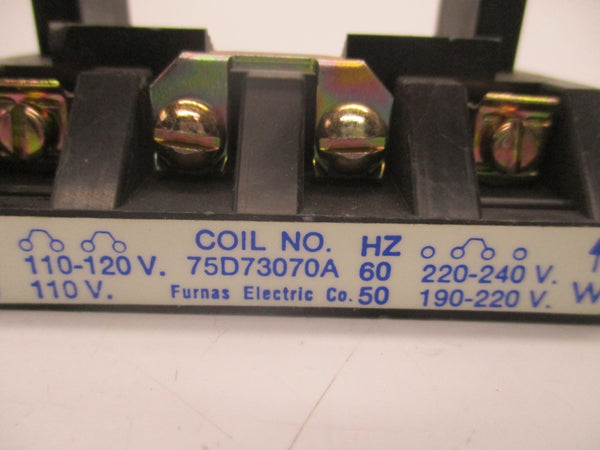 COIL NO. HZ
110-120 V. 75D73070A 60 220-240 V.
110 V. Furnas Electric Co. 50 190-220 V.